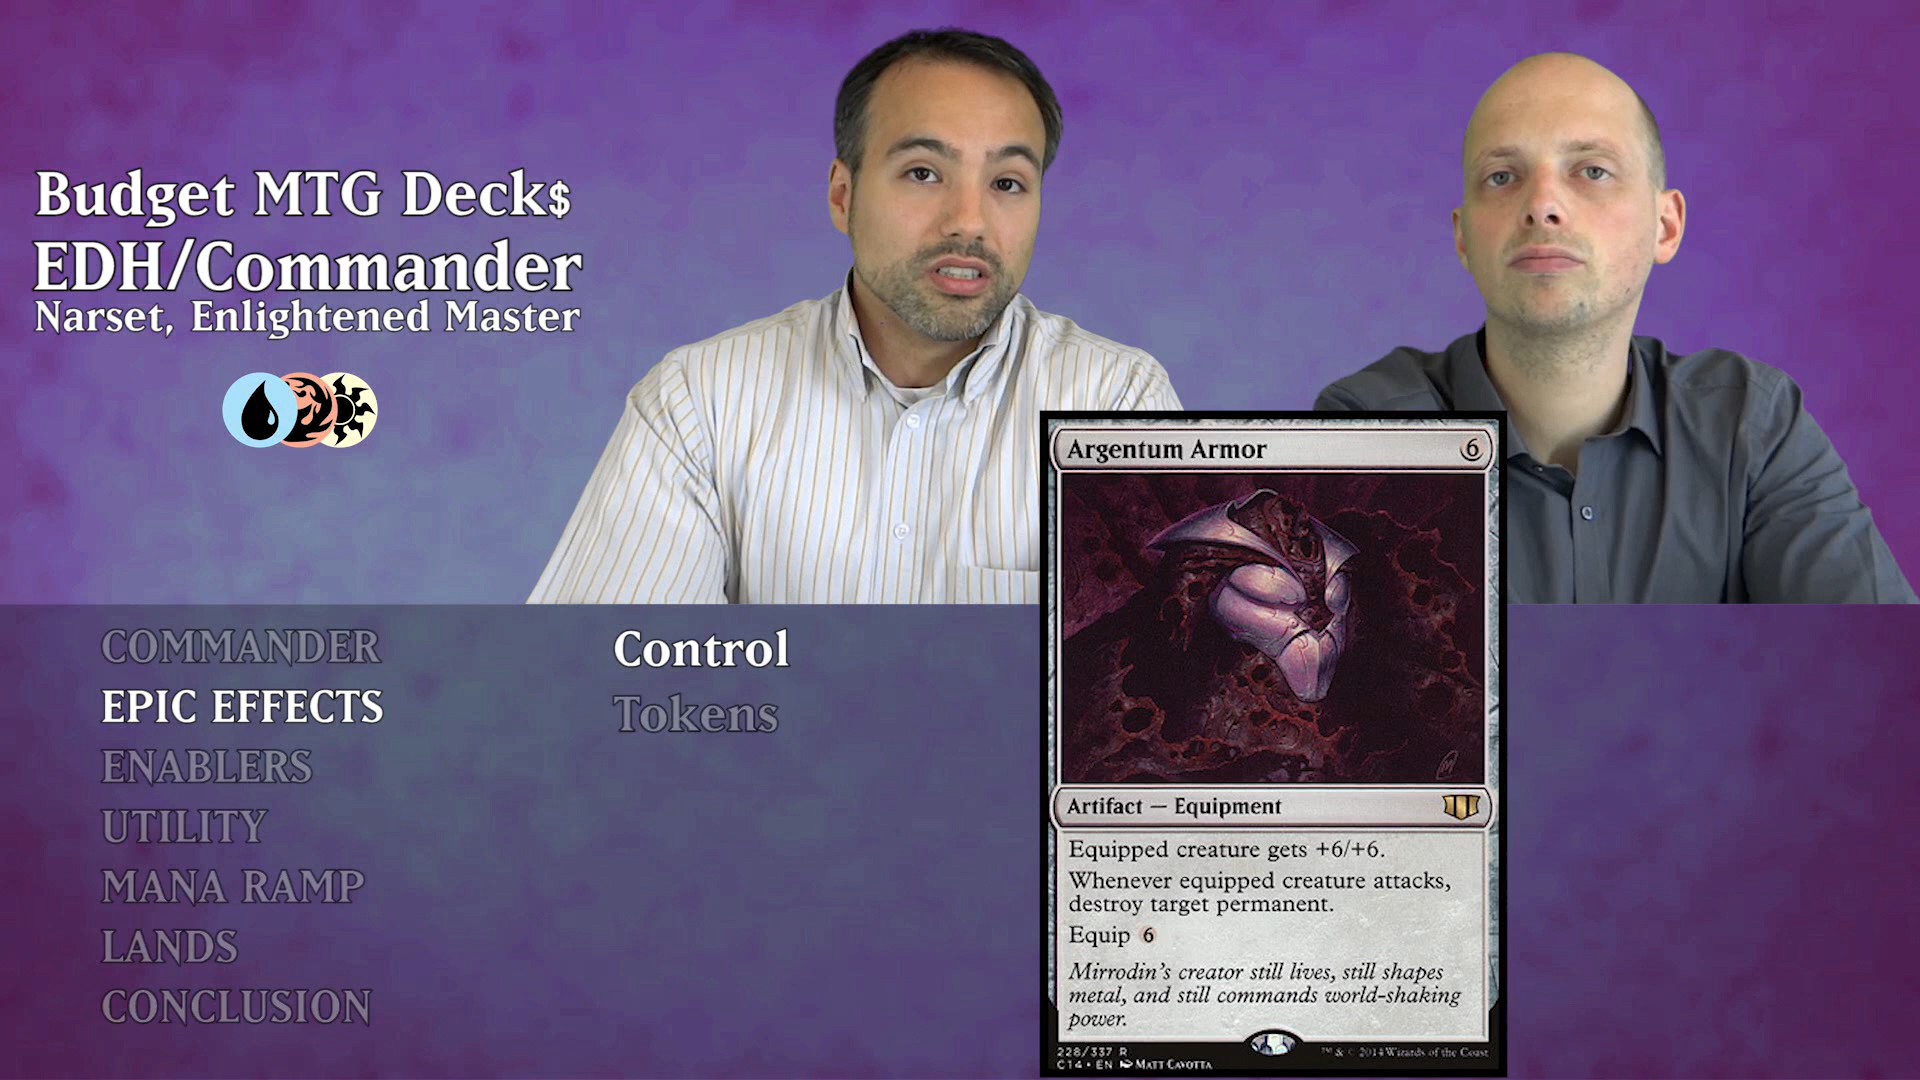 Budget MTG Deck$
EDH/Commander
Narset, Enlightened Master
COMMANDER
EPIC EFFECTS
ENABLERS
UTILITY
MANA RAMP
LANDS
CONCLUSION
Control
Tokens
Argentum Armor 6
Artifact — Equipment
Equipped creature gets +6/+6.
Whenever equipped creature attacks,
destroy target permanent.
Equip 6
Mirrodin's creator still lives, still shapes
metal, and still commands world-shaking
power.
228/337 R
C14 • EN Matt Cavotta
™ & © 2014 Wizards of the Coast